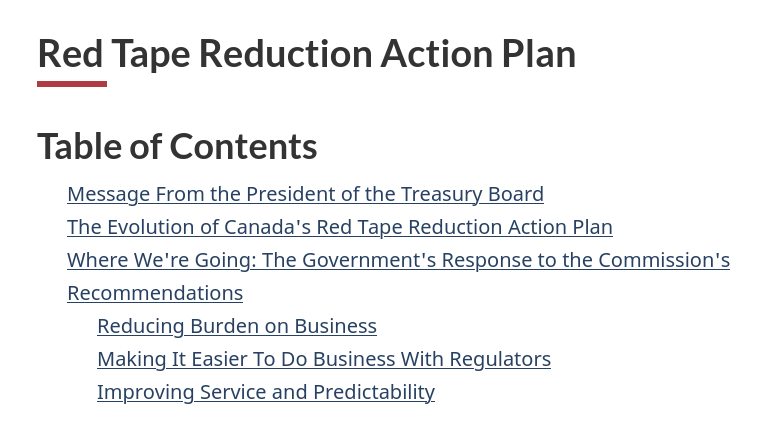 Red Tape Reduction Action Plan
Table of Contents
Message From the President of the Treasury Board
The Evolution of Canada's Red Tape Reduction Action Plan
Where We're Going: The Government's Response to the Commission's
Recommendations
Reducing Burden on Business
Making It Easier To Do Business With Regulators
Improving Service and Predictability